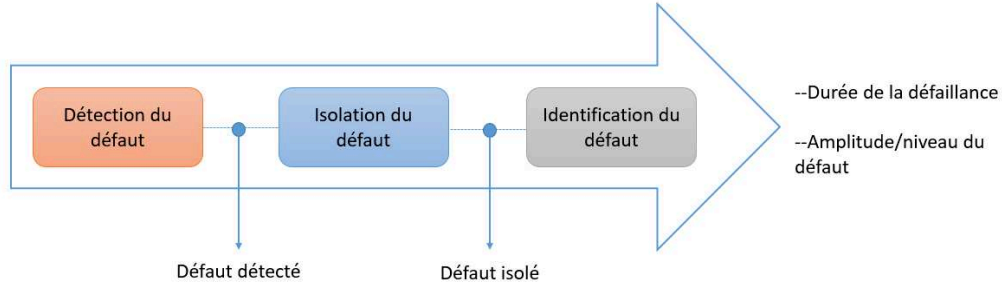 Détection du
défaut
Isolation du
défaut
Identification du
défaut
--Durée de la défaillance
--Amplitude/niveau du
défaut
Défaut détecté
Défaut isolé